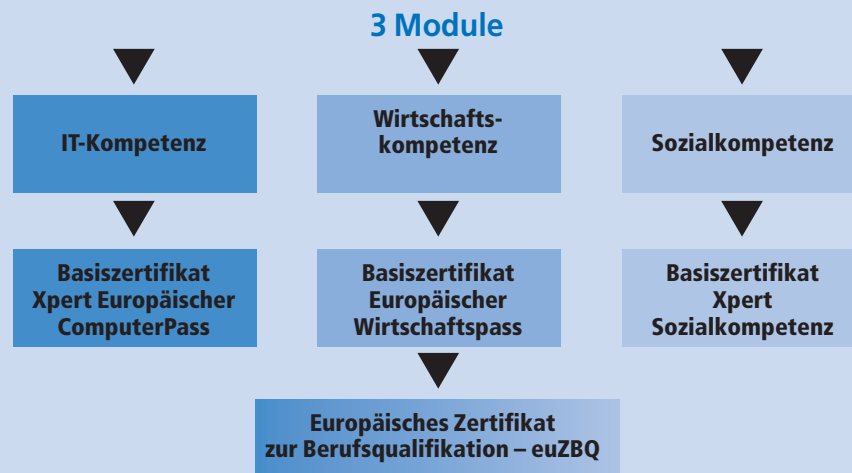 3 Module
IT-Kompetenz
Wirtschafts-
kompetenz
Sozialkompetenz
Basiszertifikat
Xpert Europäischer
ComputerPass
Basiszertifikat
Europäischer
Wirtschaftspass
Basiszertifikat
Xpert
Sozialkompetenz
Europäisches Zertifikat
zur Berufsqualifikation – euZBQ